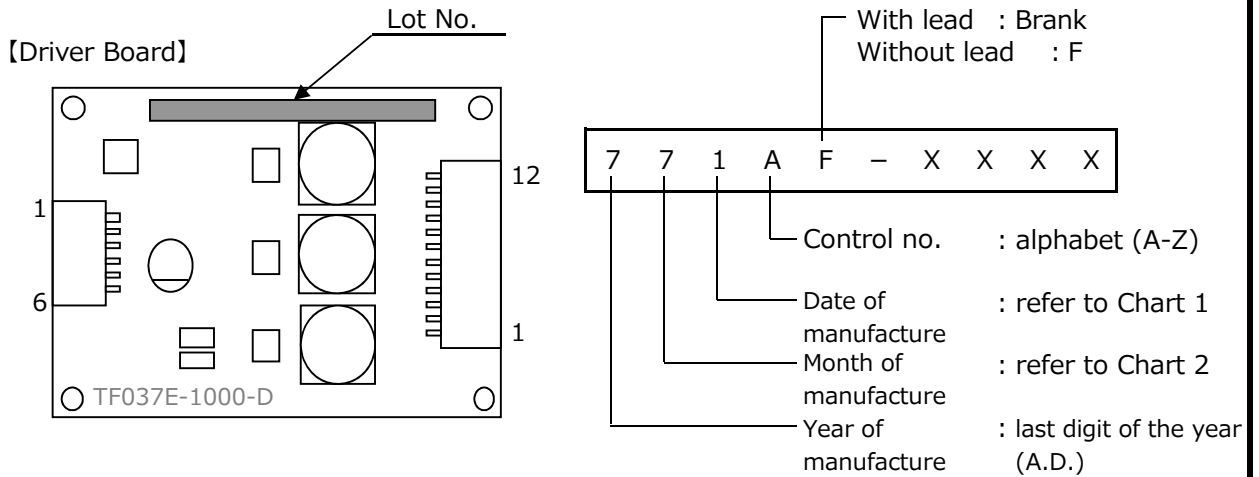 Lot No.
【Driver Board】
12
1
6
1
TF037E-1000-D
With lead : Brank
Without lead : F
7 7 1 A F – X X X X
Control no. : alphabet (A-Z)
Date of : refer to Chart 1
manufacture
Month of : refer to Chart 2
manufacture
Year of : last digit of the year
manufacture (A.D.)